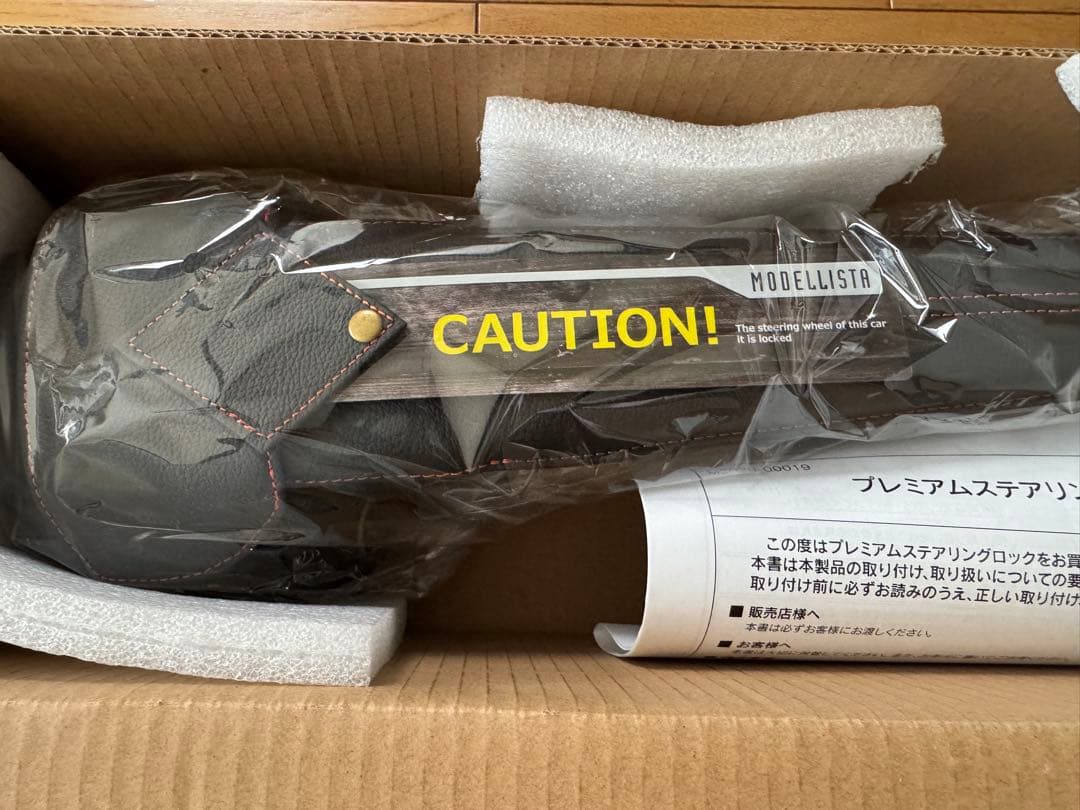 MODELLISTA
CAUTION!
The steering wheel of this car
it is locked
00019
プレミアムステアリン
この度はプレミアムステアリングロックをお買
本書は本製品の取り付け、取り扱いについての要
取り付け前に必ずお読みのうえ、正しい取り付け
■ 販売店様へ
本書は必ずお客様にお渡しください。
■ お客様へ